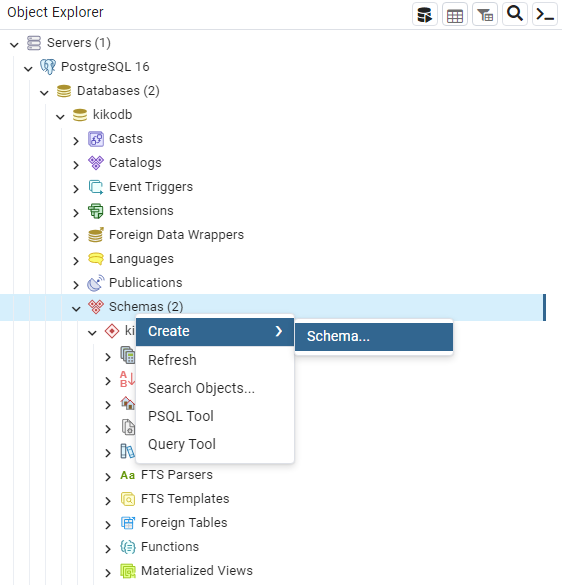 Object Explorer
Servers (1)
PostgreSQL 16
Databases (2)
kikodb
Casts
Catalogs
Event Triggers
Extensions
Foreign Data Wrappers
Languages
Publications
Schemas (2)
ki
Create
Schema...
Refresh
Search Objects...
PSQL Tool
Query Tool
FTS Parsers
FTS Templates
Foreign Tables
Functions
Materialized Views